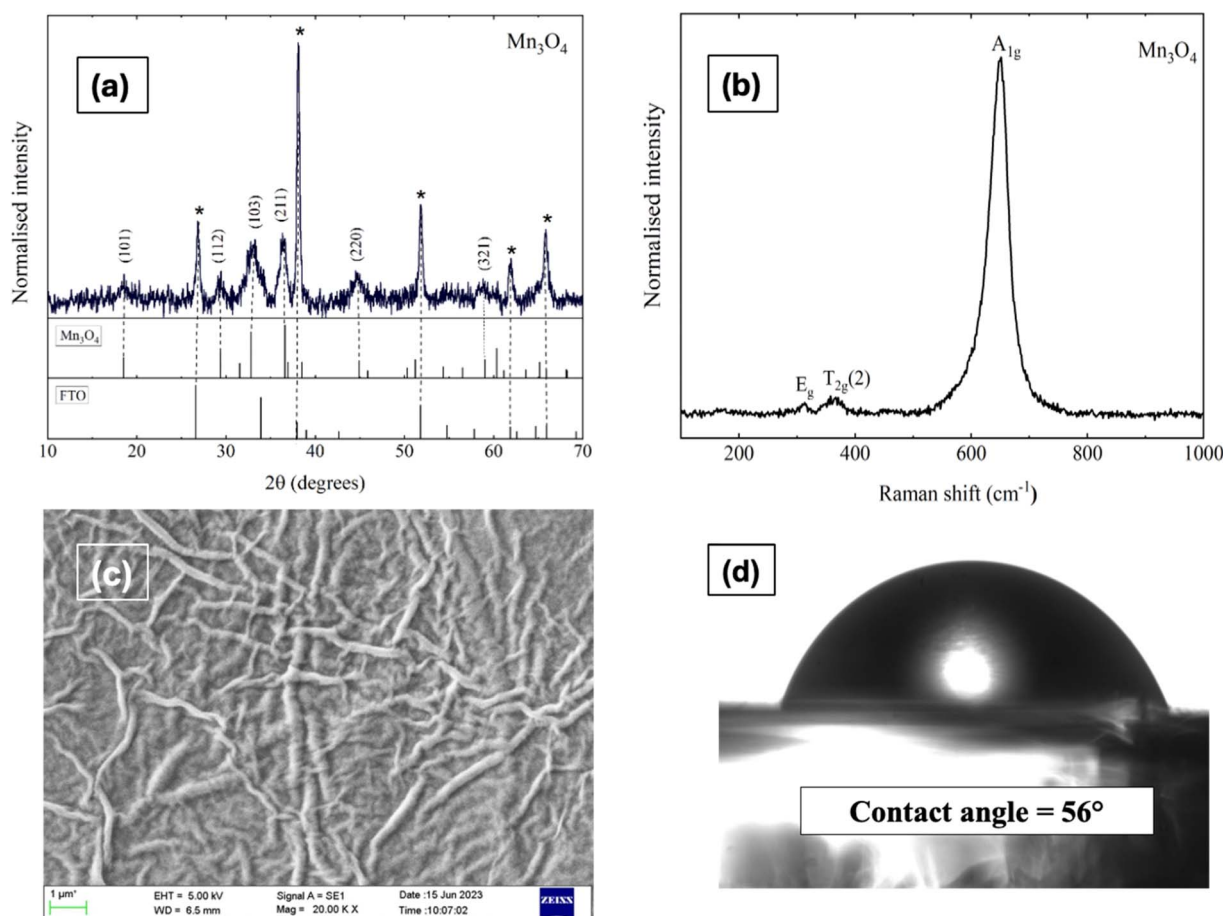 (a)
Mn₃O₄
Normalised intensity
(101)
*
(112)
(103)
(211)
*
(220)
*
(321)
*
*
Mn₃O₄
FTO
10 20 30 40 50 60 70
2θ (degrees)
(b)
Mn₃O₄
Normalised intensity
A₁g
E_g
T₂g(2)
200 400 600 800 1000
Raman shift (cm⁻¹)
(c)
1 µm*
EHT = 5.00 kV
WD = 6.5 mm
Signal A = SE1
Mag = 20.00 K X
Date :15 Jun 2023
Time :10:07:02
ZEISS
(d)
Contact angle = 56°